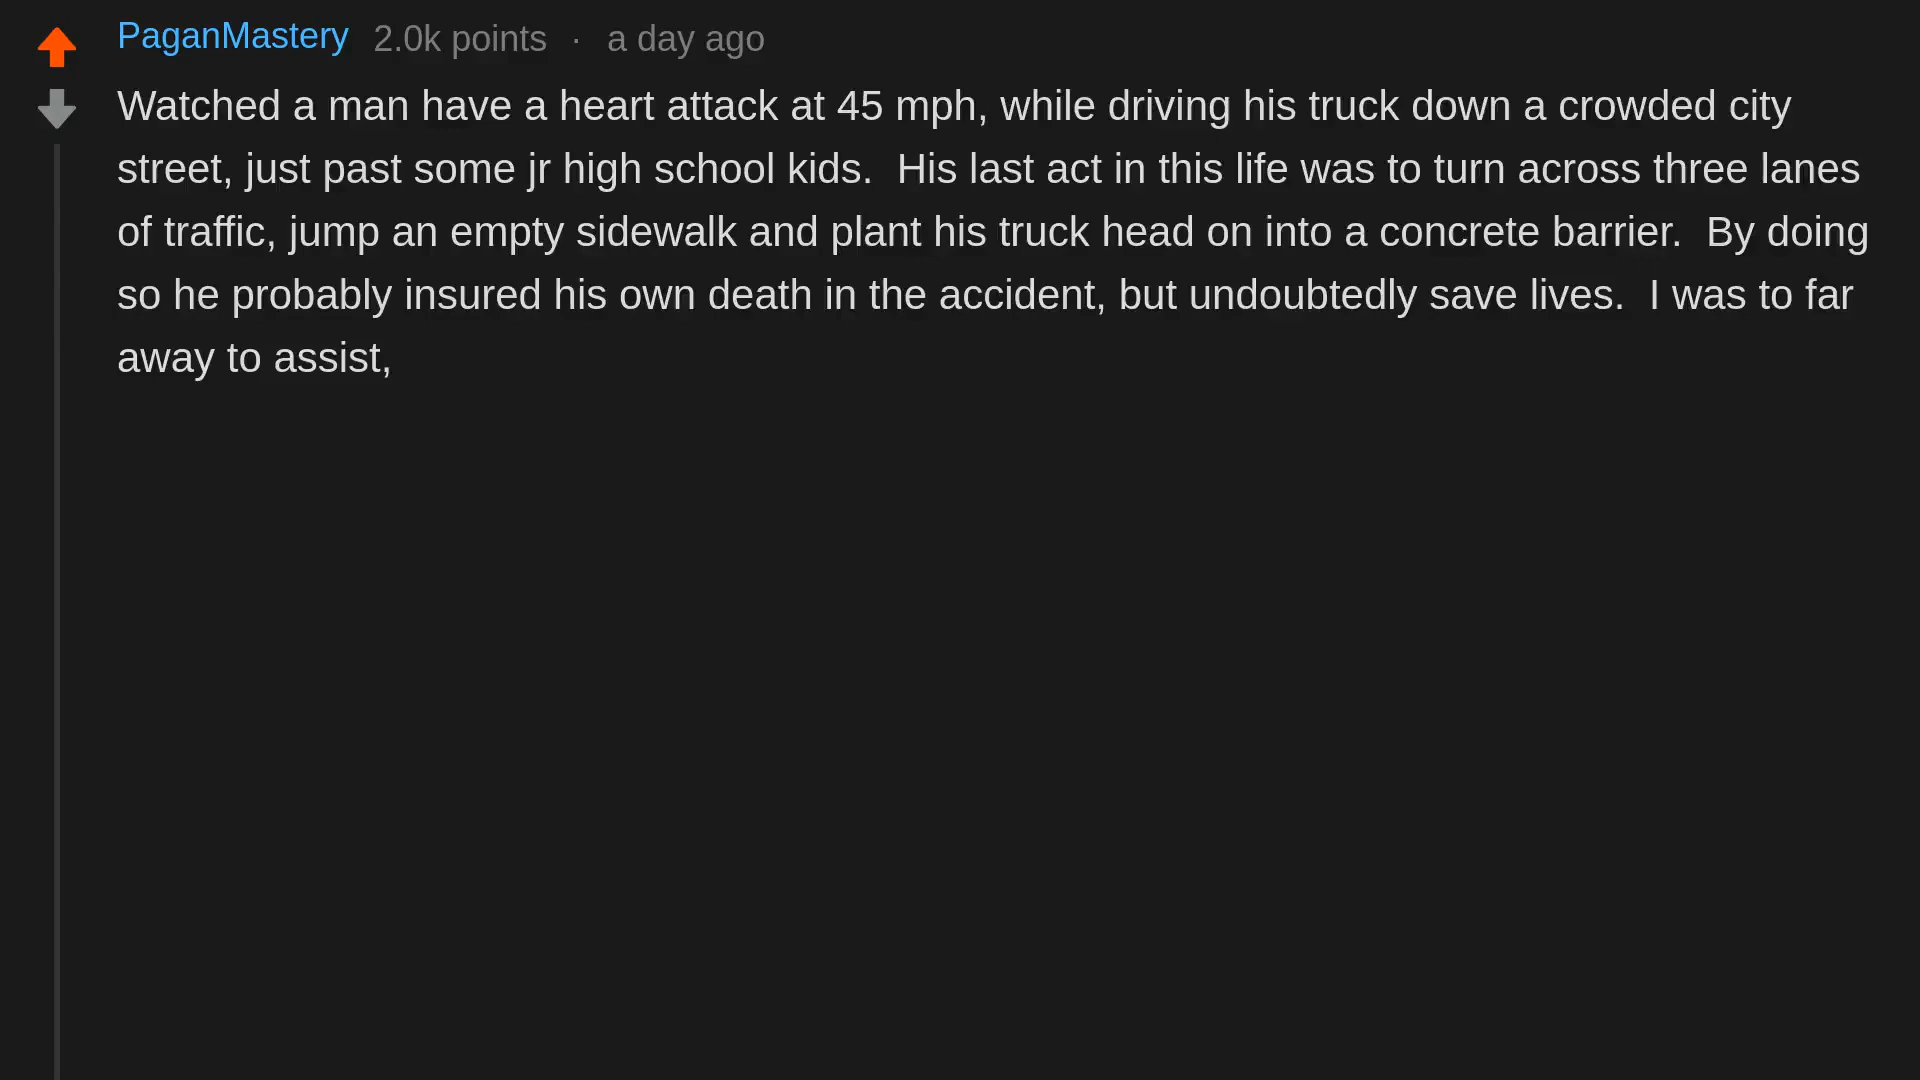 PaganMastery 2.0k points · a day ago
Watched a man have a heart attack at 45 mph, while driving his truck down a crowded city
street, just past some jr high school kids.  His last act in this life was to turn across three lanes
of traffic, jump an empty sidewalk and plant his truck head on into a concrete barrier.  By doing
so he probably insured his own death in the accident, but undoubtedly save lives.  I was to far
away to assist,